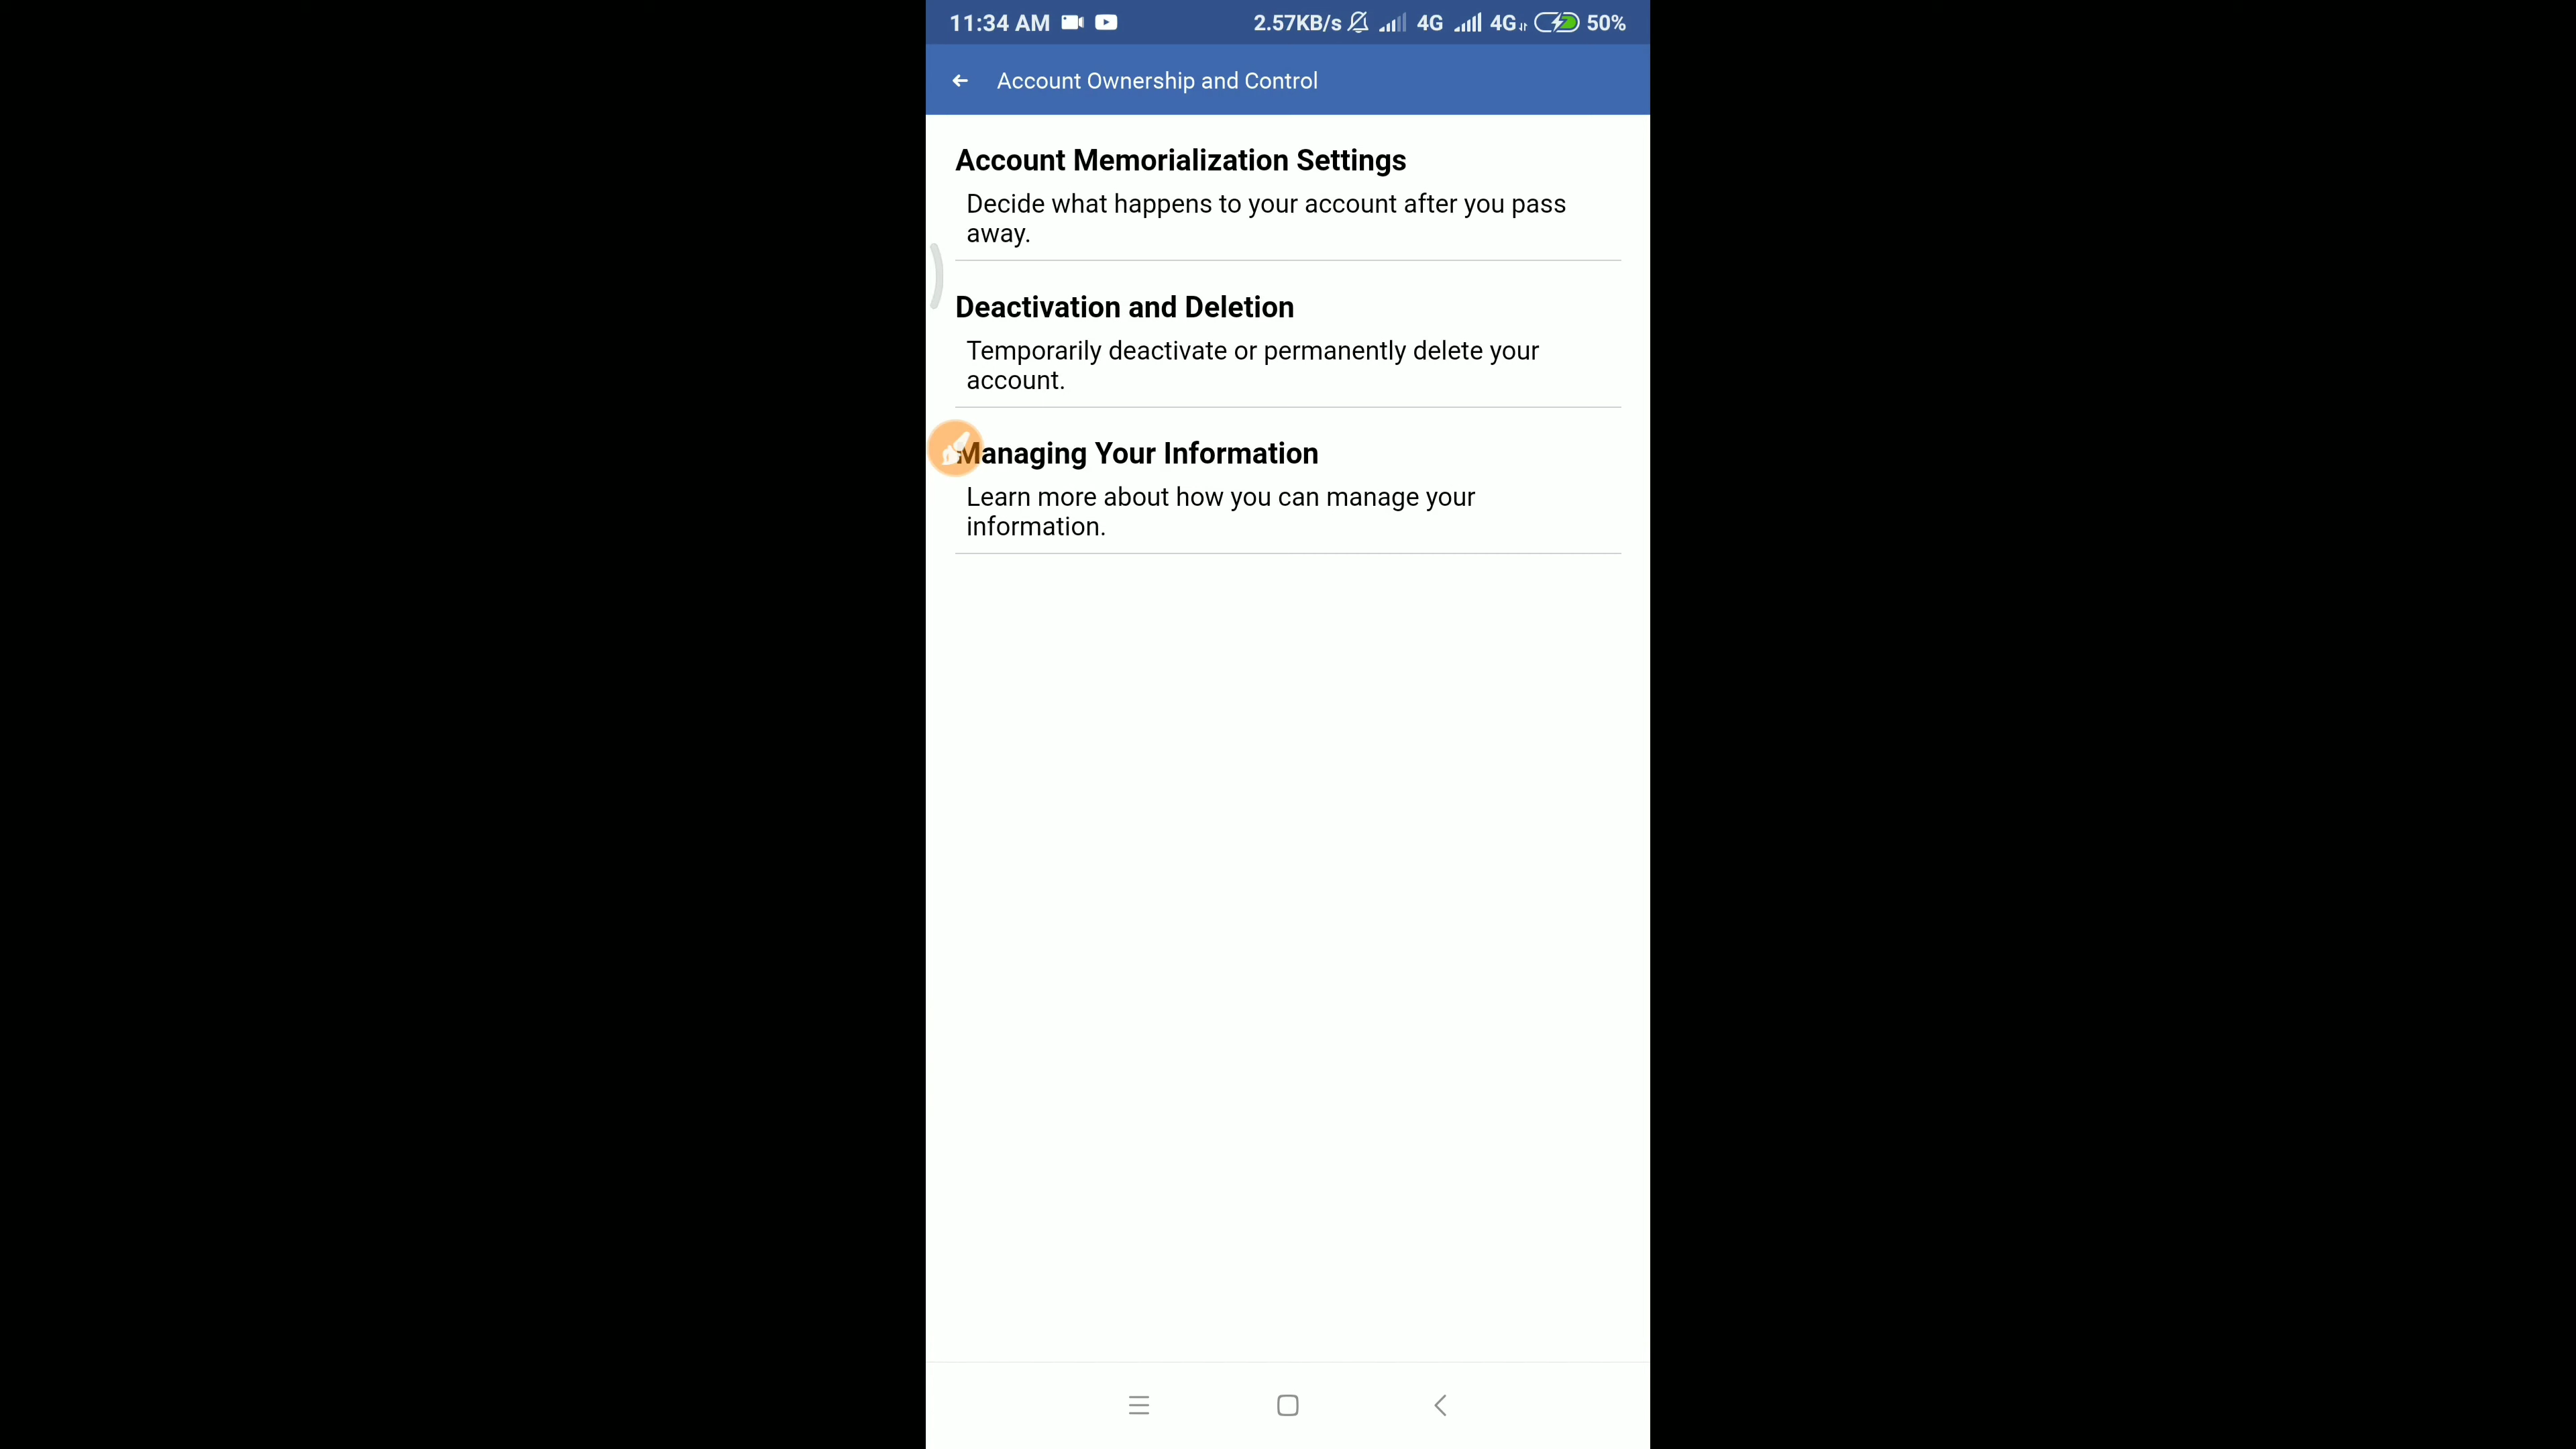 11:34 AM 2.57KB/s 4G 4G 50%
Account Ownership and Control
Account Memorialization Settings
Decide what happens to your account after you pass
away.
Deactivation and Deletion
Temporarily deactivate or permanently delete your
account.
Managing Your Information
Learn more about how you can manage your
information.